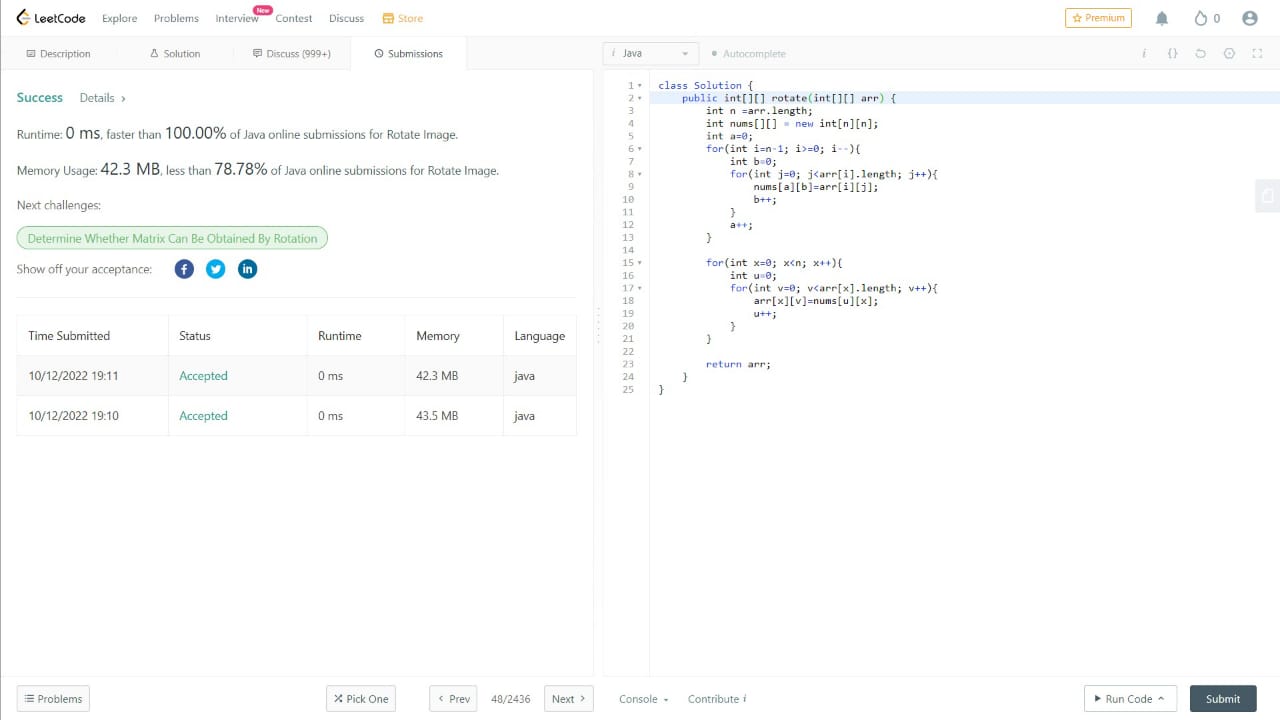 LeetCode Explore Problems Interview New Contest Discuss Store Premium 0
Description Solution Discuss (999+) Submissions
i Java Autocomplete i {}
Success Details >
Runtime: 0 ms, faster than 100.00% of Java online submissions for Rotate Image.
Memory Usage: 42.3 MB, less than 78.78% of Java online submissions for Rotate Image.
Next challenges:
Determine Whether Matrix Can Be Obtained By Rotation
Show off your acceptance:
Time Submitted Status Runtime Memory Language
10/12/2022 19:11 Accepted 0 ms 42.3 MB java
10/12/2022 19:10 Accepted 0 ms 43.5 MB java
1 class Solution {
2 public int[][] rotate(int[][] arr) {
3 int n =arr.length;
4 int nums[][] = new int[n][n];
5 int a=0;
6 for(int i=n-1; i>=0; i--){
7 int b=0;
8 for(int j=0; j<arr[i].length; j++){
9 nums[a][b]=arr[i][j];
10 b++;
11 }
12 a++;
13 }
14
15 for(int x=0; x<n; x++){
16 int u=0;
17 for(int v=0; v<arr[x].length; v++){
18 arr[x][v]=nums[u][x];
19 u++;
20 }
21 }
22
23 return arr;
24 }
25 }
Problems Pick One < Prev 48/2436 Next > Console Contribute i Run Code Submit